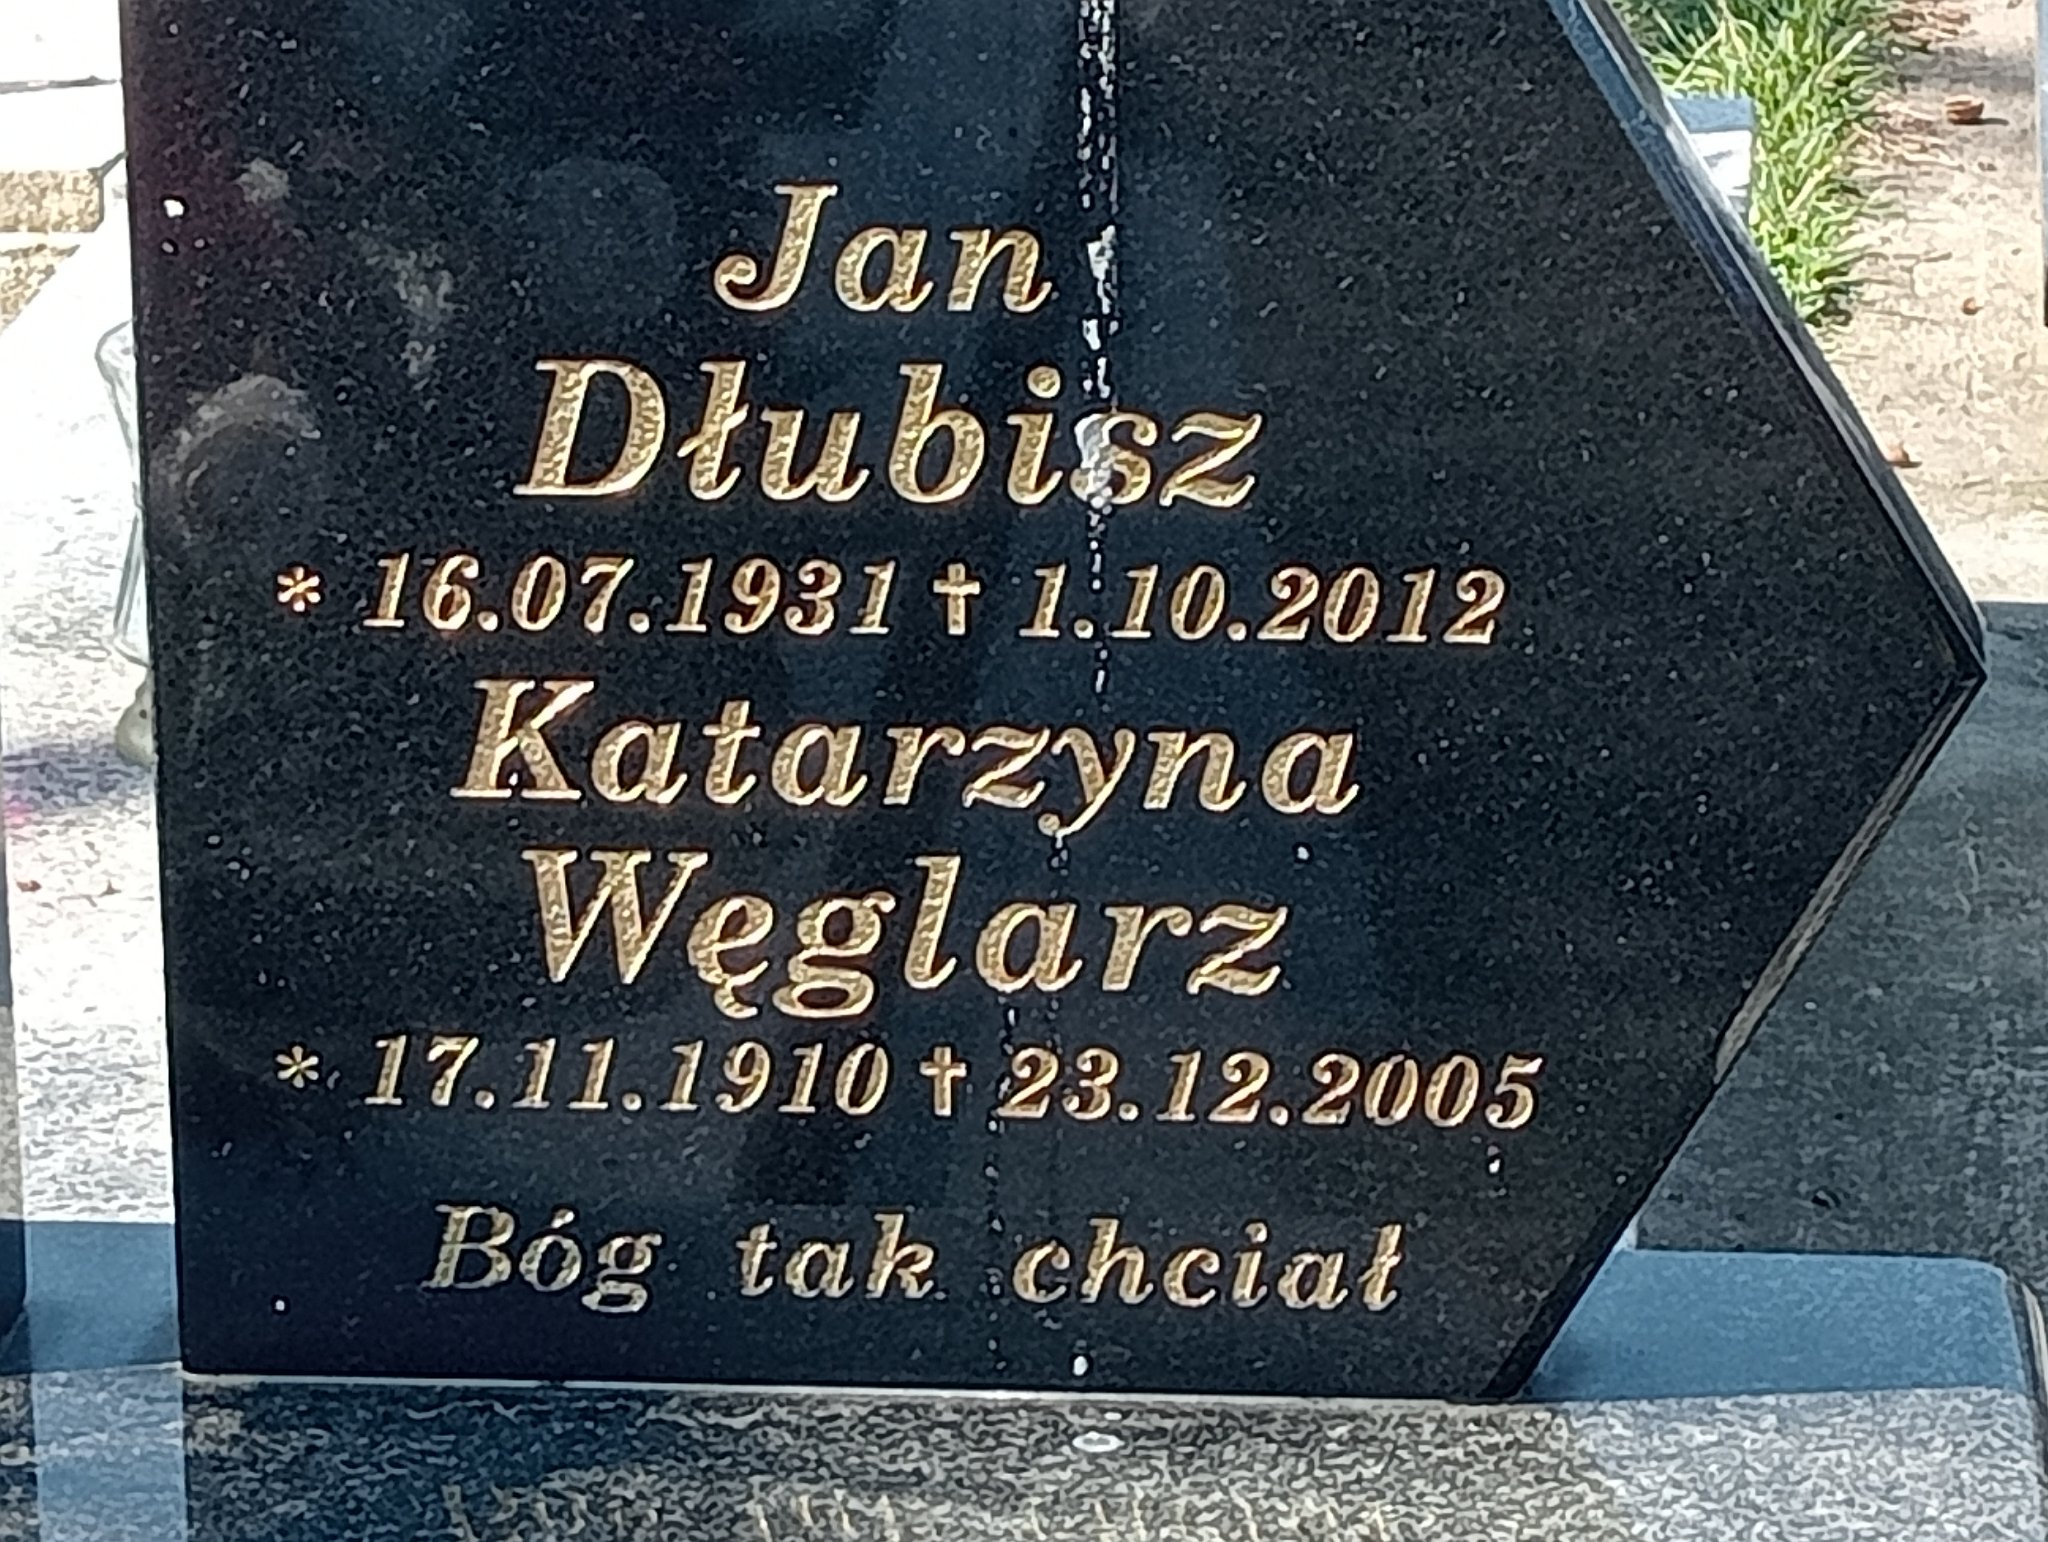 Jan
Dłubisz
* 16.07.1931 † 1.10.2012
Katarzyna
Węglarz
* 17.11.1910 † 23.12.2005
Bóg tak chciał